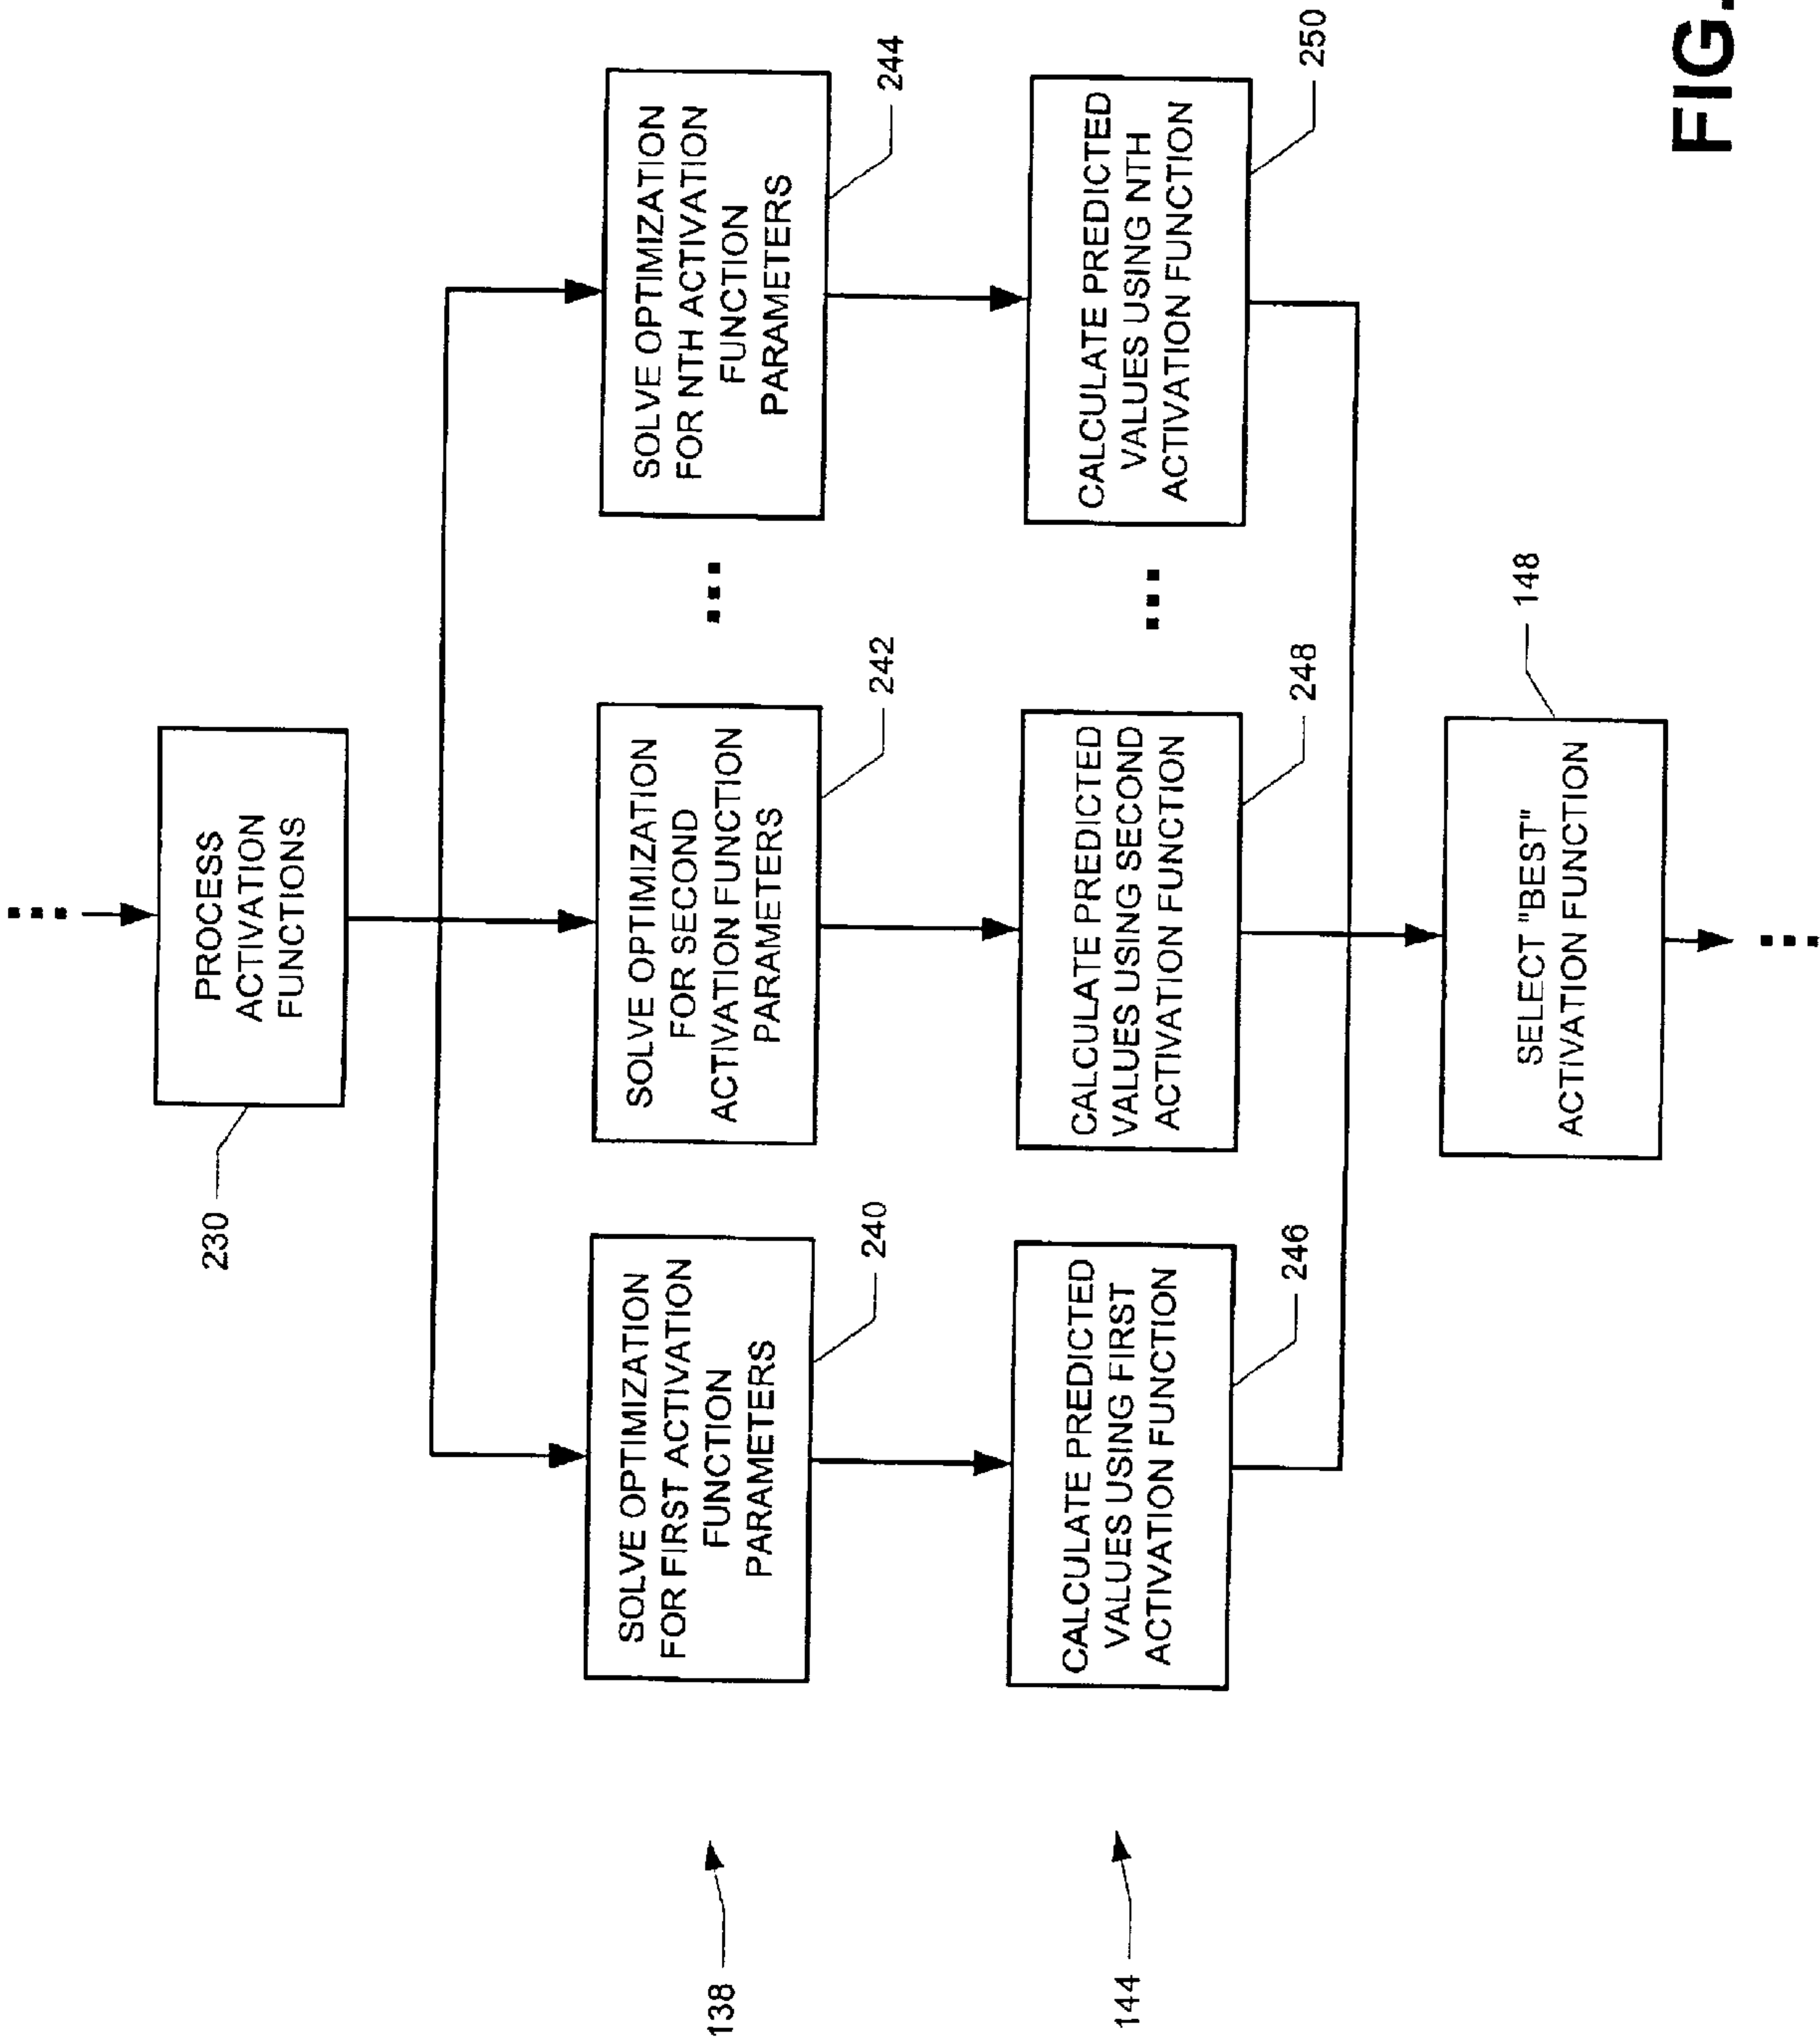 PROCESS
ACTIVATION
FUNCTIONS
230
SOLVE OPTIMIZATION
FOR FIRST ACTIVATION
FUNCTION
PARAMETERS
240
SOLVE OPTIMIZATION
FOR SECOND
ACTIVATION FUNCTION
PARAMETERS
242
SOLVE OPTIMIZATION
FOR NTH ACTIVATION
FUNCTION
PARAMETERS
244
138
CALCULATE PREDICTED
VALUES USING FIRST
ACTIVATION FUNCTION
246
CALCULATE PREDICTED
VALUES USING SECOND
ACTIVATION FUNCTION
248
CALCULATE PREDICTED
VALUES USING NTH
ACTIVATION FUNCTION
250
144
SELECT "BEST"
ACTIVATION FUNCTION
148
FIG.